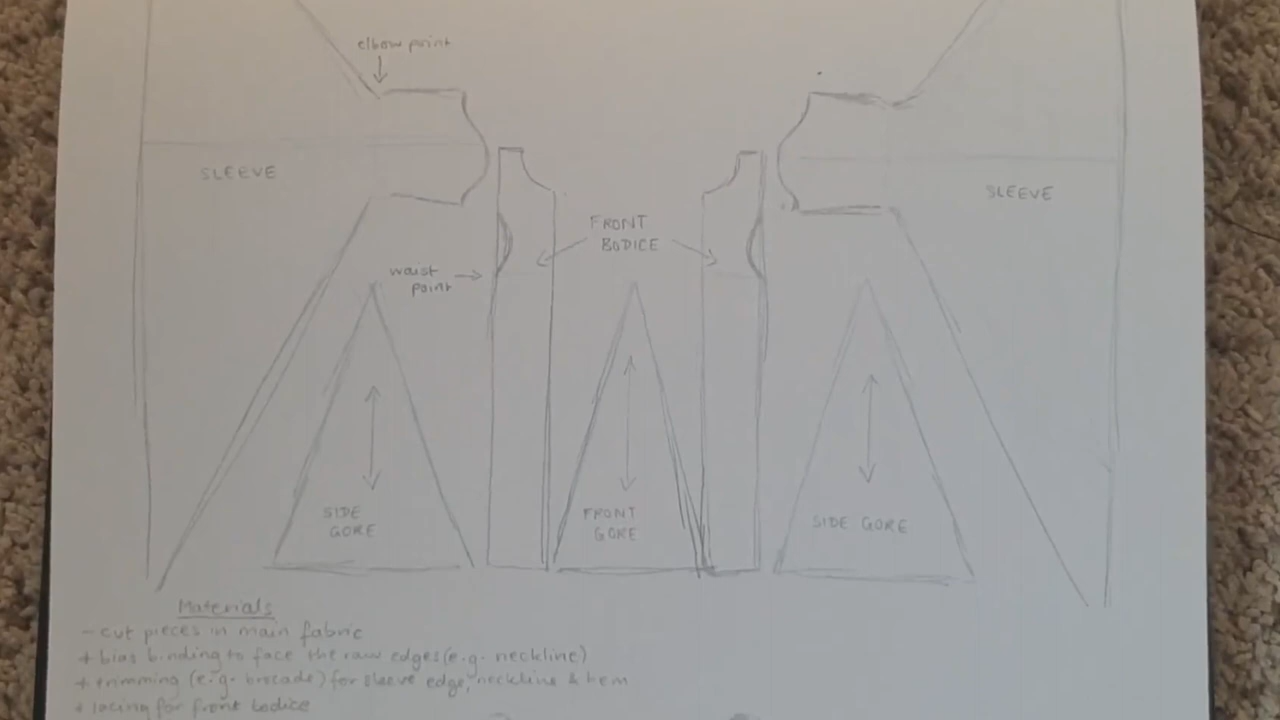 elbow point
SLEEVE
SLEEVE
FRONT
BODICE
waist
point
SIDE
GORE
FRONT
GORE
SIDE GORE
Materials
- cut pieces in main fabric
+ bias binding to face the raw edges (e.g. neckline)
+ trimming (e.g. brocade) for sleeve edge, neckline & hem
+ lacing for front bodice